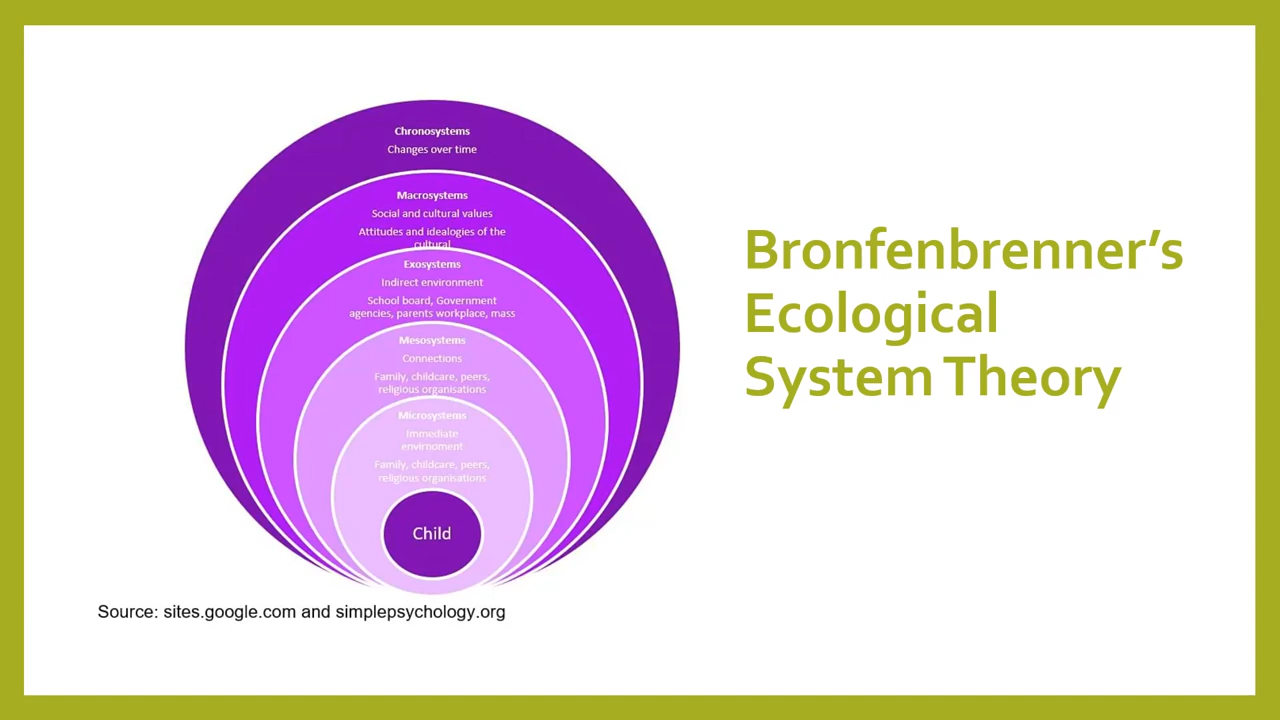 Chronosystems
Changes over time
Macrosystems
Social and cultural values
Attitudes and idealogies of the
cultural
Exosystems
Indirect environment
School board, Government
agencies, parents workplace, mass
Mesosystems
Connections
Family, childcare, peers,
religious organisations
Microsystems
Immediate
envirnoment
Family, childcare, peers,
religious organisations
Child
Bronfenbrenner’s
Ecological
System Theory
Source: sites.google.com and simplepsychology.org